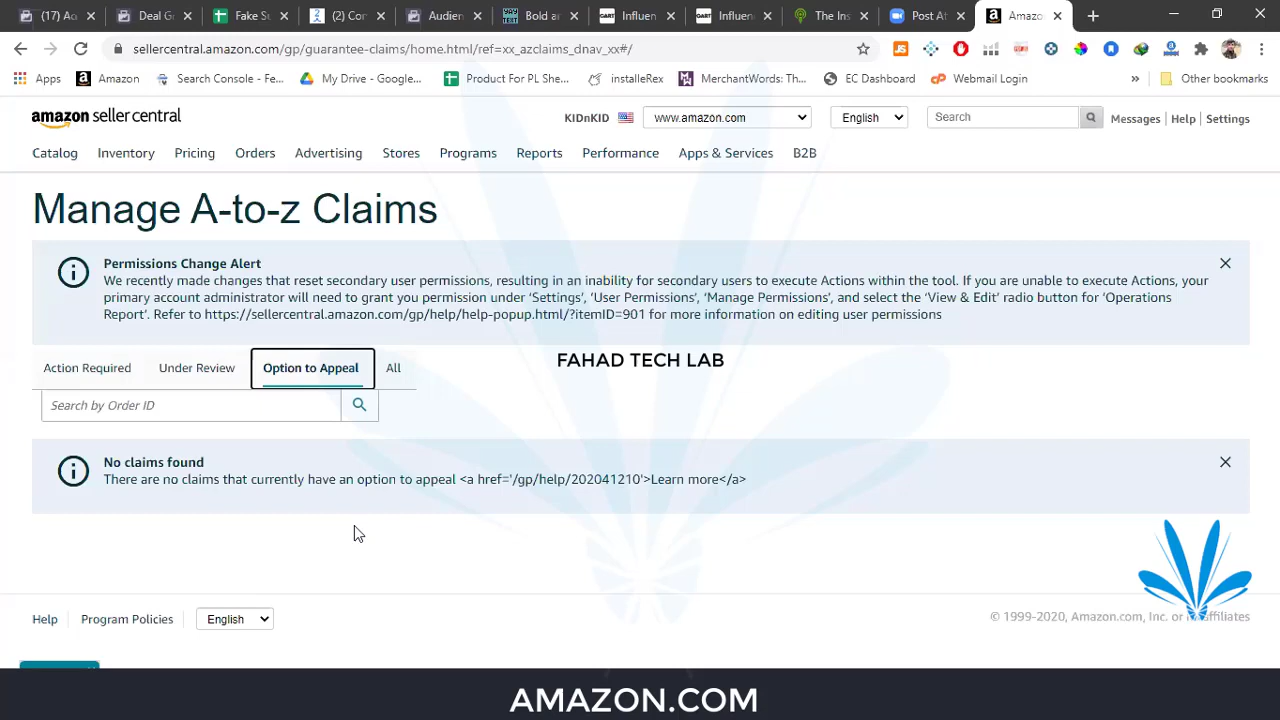 (17) Ac
Deal Gr
Fake Su
(2) Cor
Audien
Bold ar
Influen
Influen
The Ins
Post At
Amazo
sellercentral.amazon.com/gp/guarantee-claims/home.html/ref=xx_azclaims_dnav_xx#/
Apps
Amazon
Search Console - Fe...
My Drive - Google...
Product For PL She...
installeRex
MerchantWords: Th...
EC Dashboard
Webmail Login
»
Other bookmarks
amazon seller central
KIDnKID
www.amazon.com
English
Search
Messages | Help | Settings
Catalog Inventory Pricing Orders Advertising Stores Programs Reports Performance Apps & Services B2B
Manage A-to-z Claims
Permissions Change Alert
We recently made changes that reset secondary user permissions, resulting in an inability for secondary users to execute Actions within the tool. If you are unable to execute Actions, your
primary account administrator will need to grant you permission under ‘Settings’, ‘User Permissions’, ‘Manage Permissions’, and select the ‘View & Edit’ radio button for ‘Operations
Report’. Refer to https://sellercentral.amazon.com/gp/help/help-popup.html/?itemID=901 for more information on editing user permissions
FAHAD TECH LAB
Action Required Under Review Option to Appeal All
Search by Order ID
No claims found
There are no claims that currently have an option to appeal <a href='/gp/help/202041210'>Learn more</a>
Help
Program Policies
English
© 1999-2020, Amazon.com, Inc. or its affiliates
AMAZON.COM